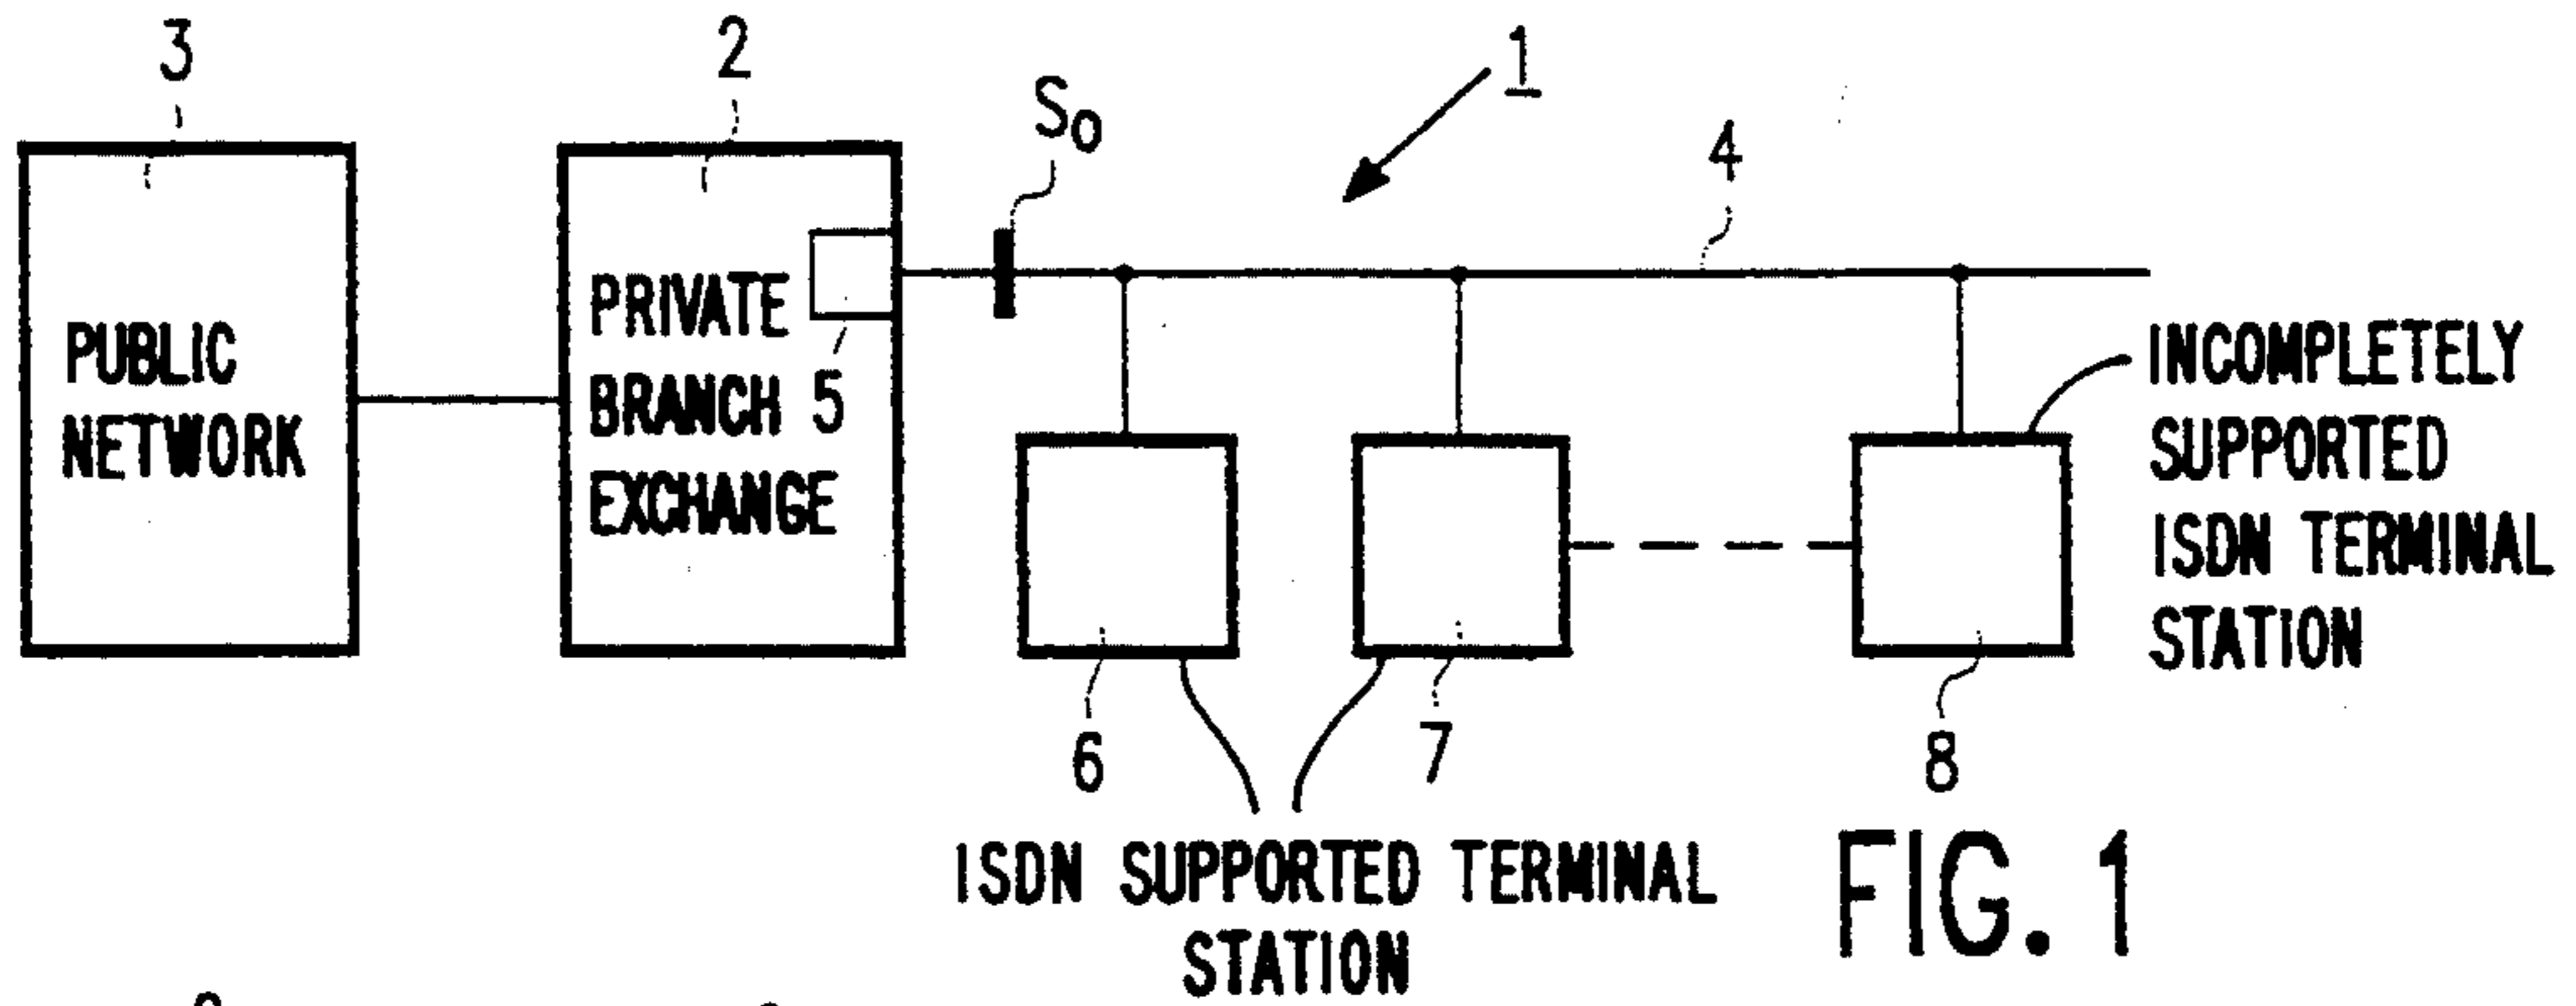 3
2
S0
1
4
PUBLIC
NETWORK
PRIVATE
BRANCH 5
EXCHANGE
INCOMPLETELY
SUPPORTED
ISDN TERMINAL
STATION
6
7
8
ISDN SUPPORTED TERMINAL
STATION
FIG. 1